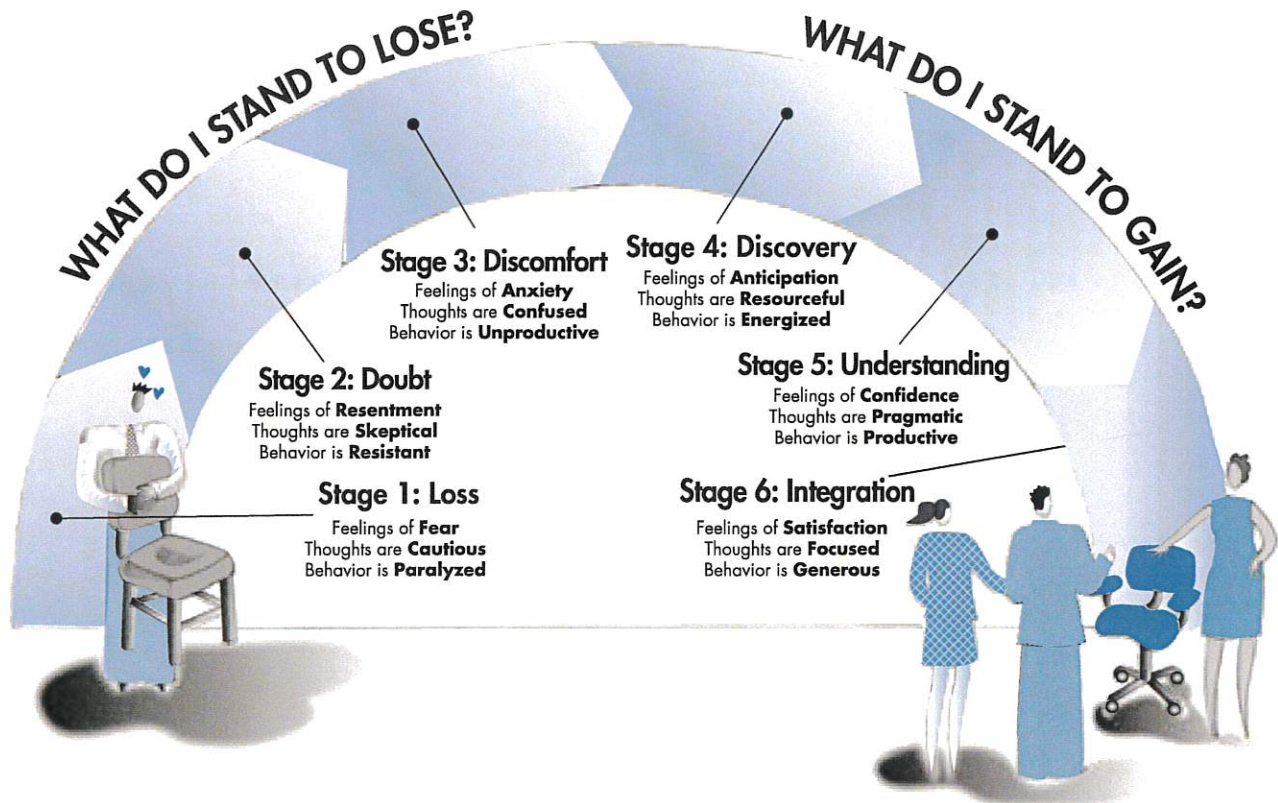 WHAT DO I STAND TO LOSE?
WHAT DO I STAND TO GAIN?
Stage 1: Loss
Feelings of Fear
Thoughts are Cautious
Behavior is Paralyzed
Stage 2: Doubt
Feelings of Resentment
Thoughts are Skeptical
Behavior is Resistant
Stage 3: Discomfort
Feelings of Anxiety
Thoughts are Confused
Behavior is Unproductive
Stage 4: Discovery
Feelings of Anticipation
Thoughts are Resourceful
Behavior is Energized
Stage 5: Understanding
Feelings of Confidence
Thoughts are Pragmatic
Behavior is Productive
Stage 6: Integration
Feelings of Satisfaction
Thoughts are Focused
Behavior is Generous